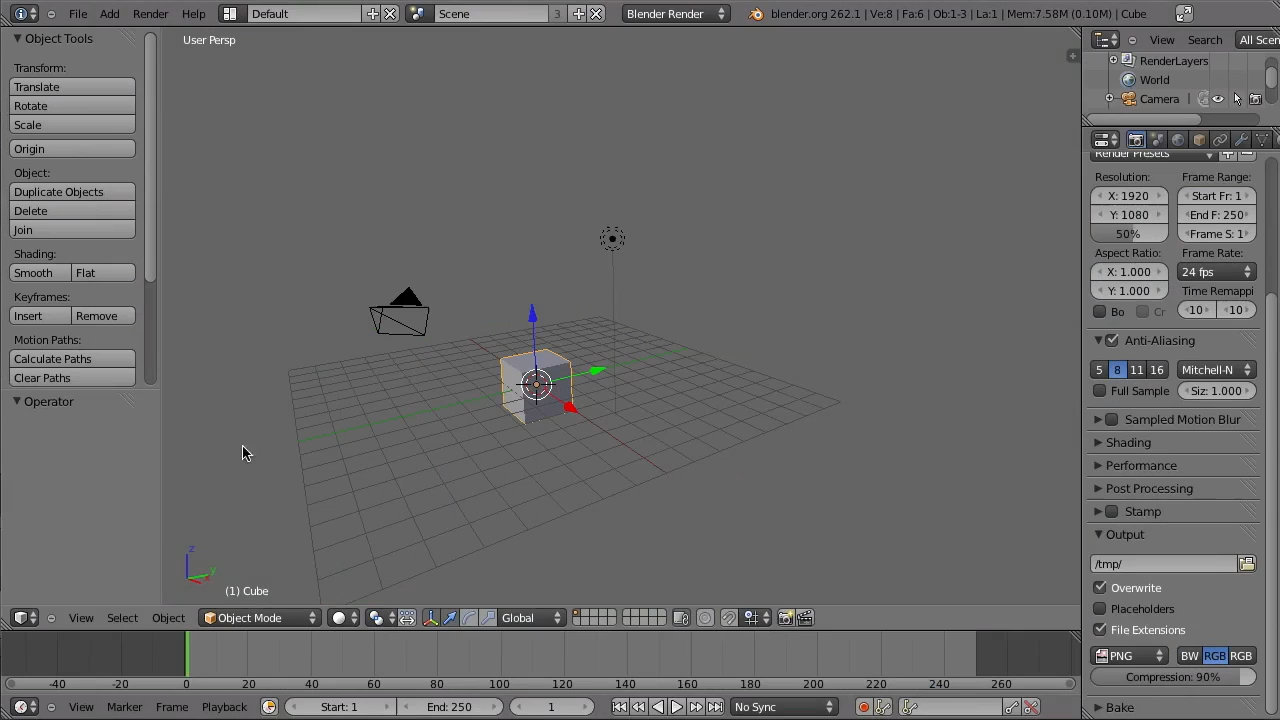 File Add Render Help Default Scene 3 Blender Render blender.org 262.1 | Ve:8 | Fa:6 | Ob:1-3 | La:1 | Mem:7.58M (0.10M) | Cube
Object Tools
Transform:
Translate
Rotate
Scale
Origin
Object:
Duplicate Objects
Delete
Join
Shading:
Smooth Flat
Keyframes:
Insert Remove
Motion Paths:
Calculate Paths
Clear Paths
Operator
User Persp
z
y
(1) Cube
View Select Object Object Mode Global
View Search All Scen
RenderLayers
World
Camera |
Render Presets
Resolution: Frame Range:
X: 1920 Start Fr: 1
Y: 1080 End F: 250
50% Frame S: 1
Aspect Ratio: Frame Rate:
X: 1.000 24 fps
Y: 1.000 Time Remappi
Bo Cr 10 10
Anti-Aliasing
5 8 11 16 Mitchell-N
Full Sample Siz: 1.000
Sampled Motion Blur
Shading
Performance
Post Processing
Stamp
Output
/tmp/
Overwrite
Placeholders
File Extensions
PNG BW RGB RGB
Compression: 90%
Bake
-40 -20 0 20 40 60 80 100 120 140 160 180 200 220 240 260
View Marker Frame Playback Start: 1 End: 250 1 No Sync